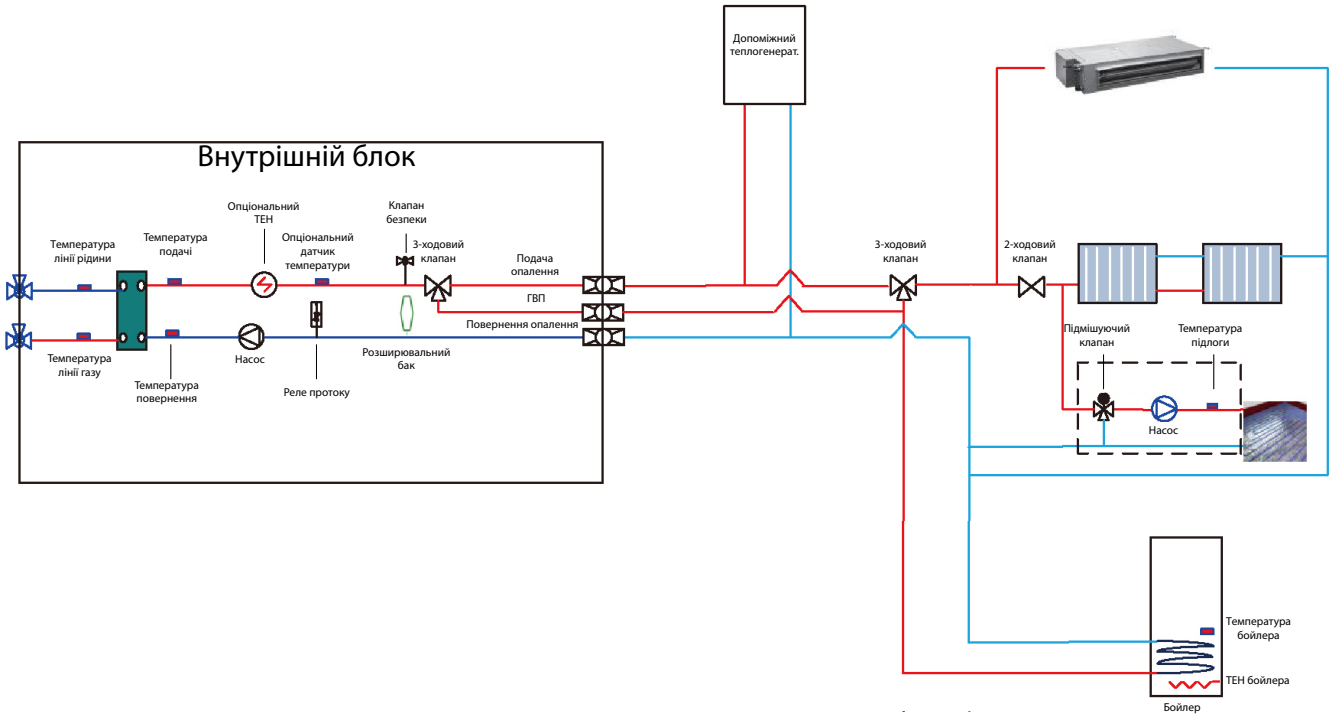 Допоміжний
теплогенерат.
Внутрішній блок
Опціональний
ТЕН
Клапан
безпеки
Температура
лінії рідини
Температура
подачі
Опціональний
датчик
температури
3-ходовий
клапан
Подача
опалення
3-ходовий
клапан
2-ходовий
клапан
ГВП
Повернення опалення
Підмішуючий
клапан
Температура
підлоги
Температура
лінії газу
Температура
повернення
Насос
Реле протоку
Розширювальний
бак
Насос
Температура
бойлера
ТЕН бойлера
Бойлер